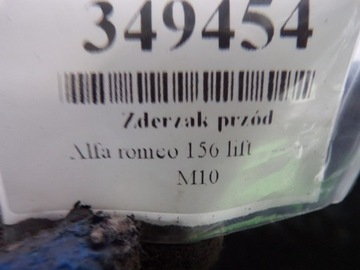 349454
Zderzak przód
Alfa romeo 156 lift
M10